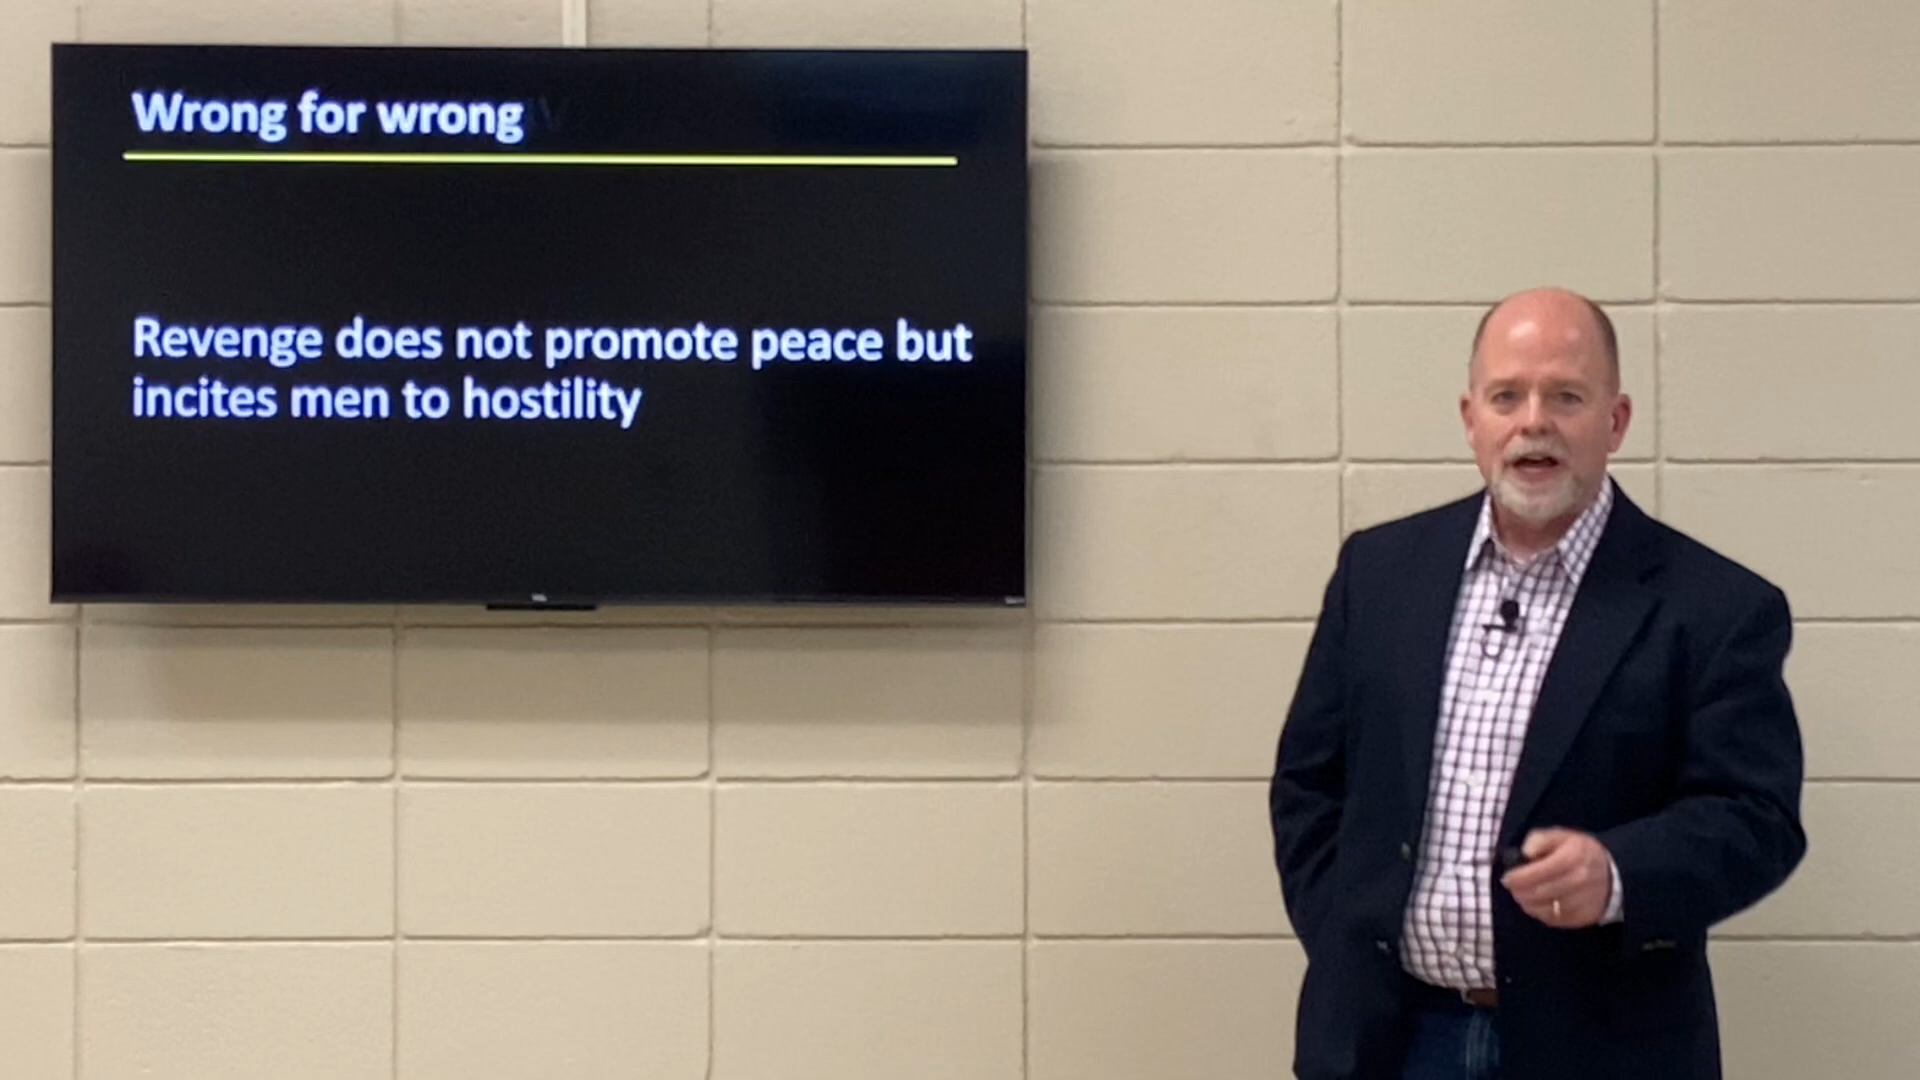 Wrong for wrong
Revenge does not promote peace but
incites men to hostility